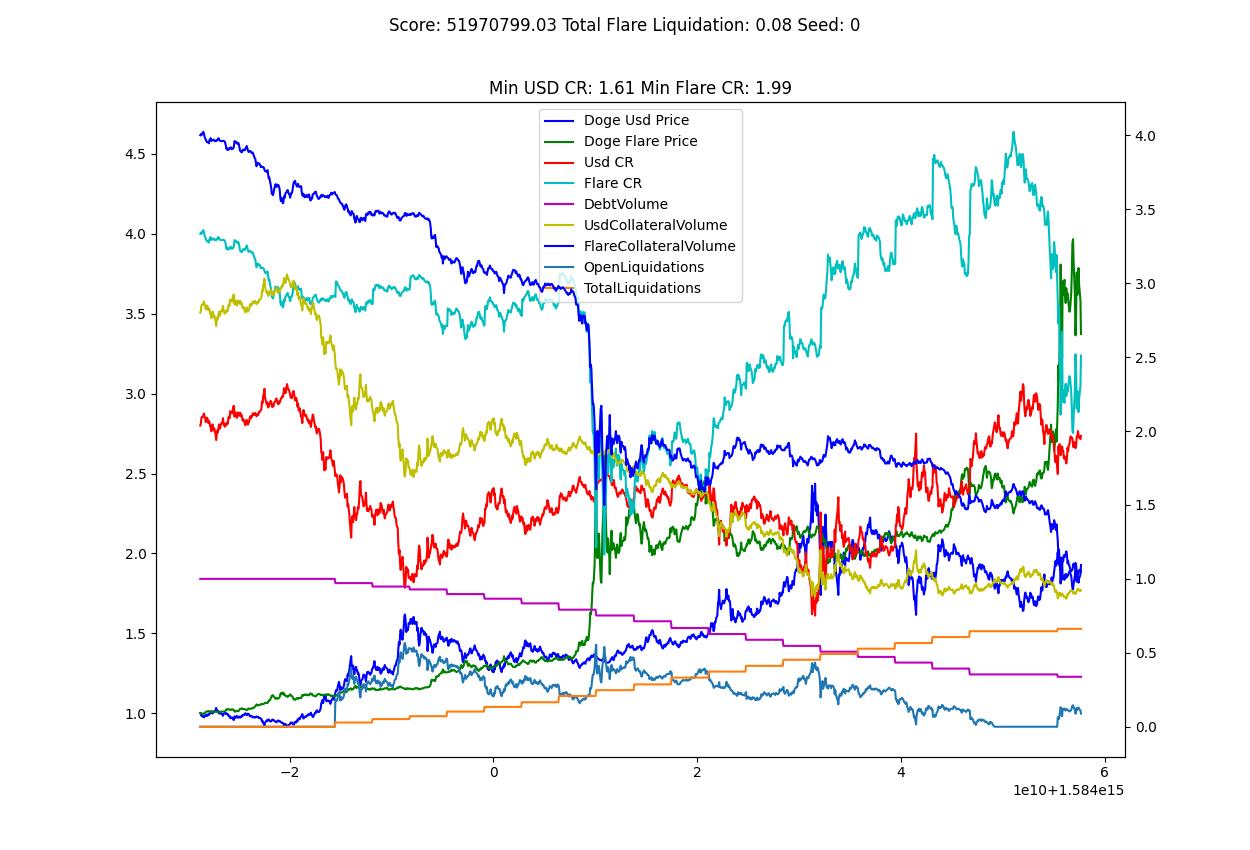 Score: 51970799.03 Total Flare Liquidation: 0.08 Seed: 0
Min USD CR: 1.61 Min Flare CR: 1.99
Doge Usd Price
Doge Flare Price
Usd CR
Flare CR
DebtVolume
UsdCollateralVolume
FlareCollateralVolume
OpenLiquidations
TotalLiquidations
4.5
4.0
3.5
3.0
2.5
2.0
1.5
1.0
4.0
3.5
3.0
2.5
2.0
1.5
1.0
0.5
0.0
−2
0
2
4
6
1e10+1.584e15